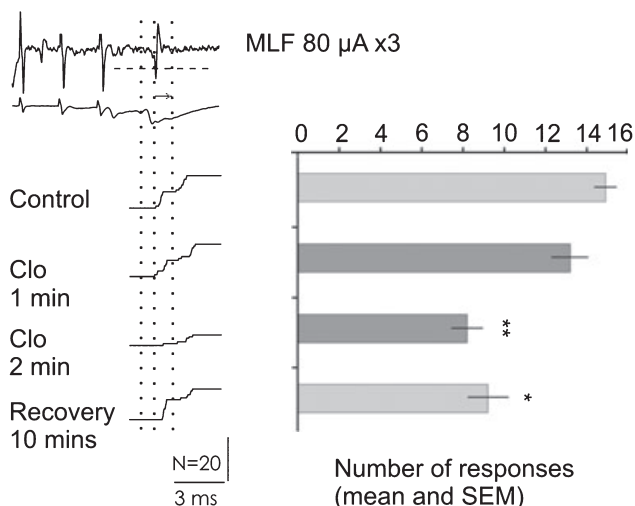 MLF 80 µA x3
0 2 4 6 8 10 12 14 16
Control
Clo
1 min
Clo
2 min
**
Recovery
10 mins
*
N=20
3 ms
Number of responses
(mean and SEM)